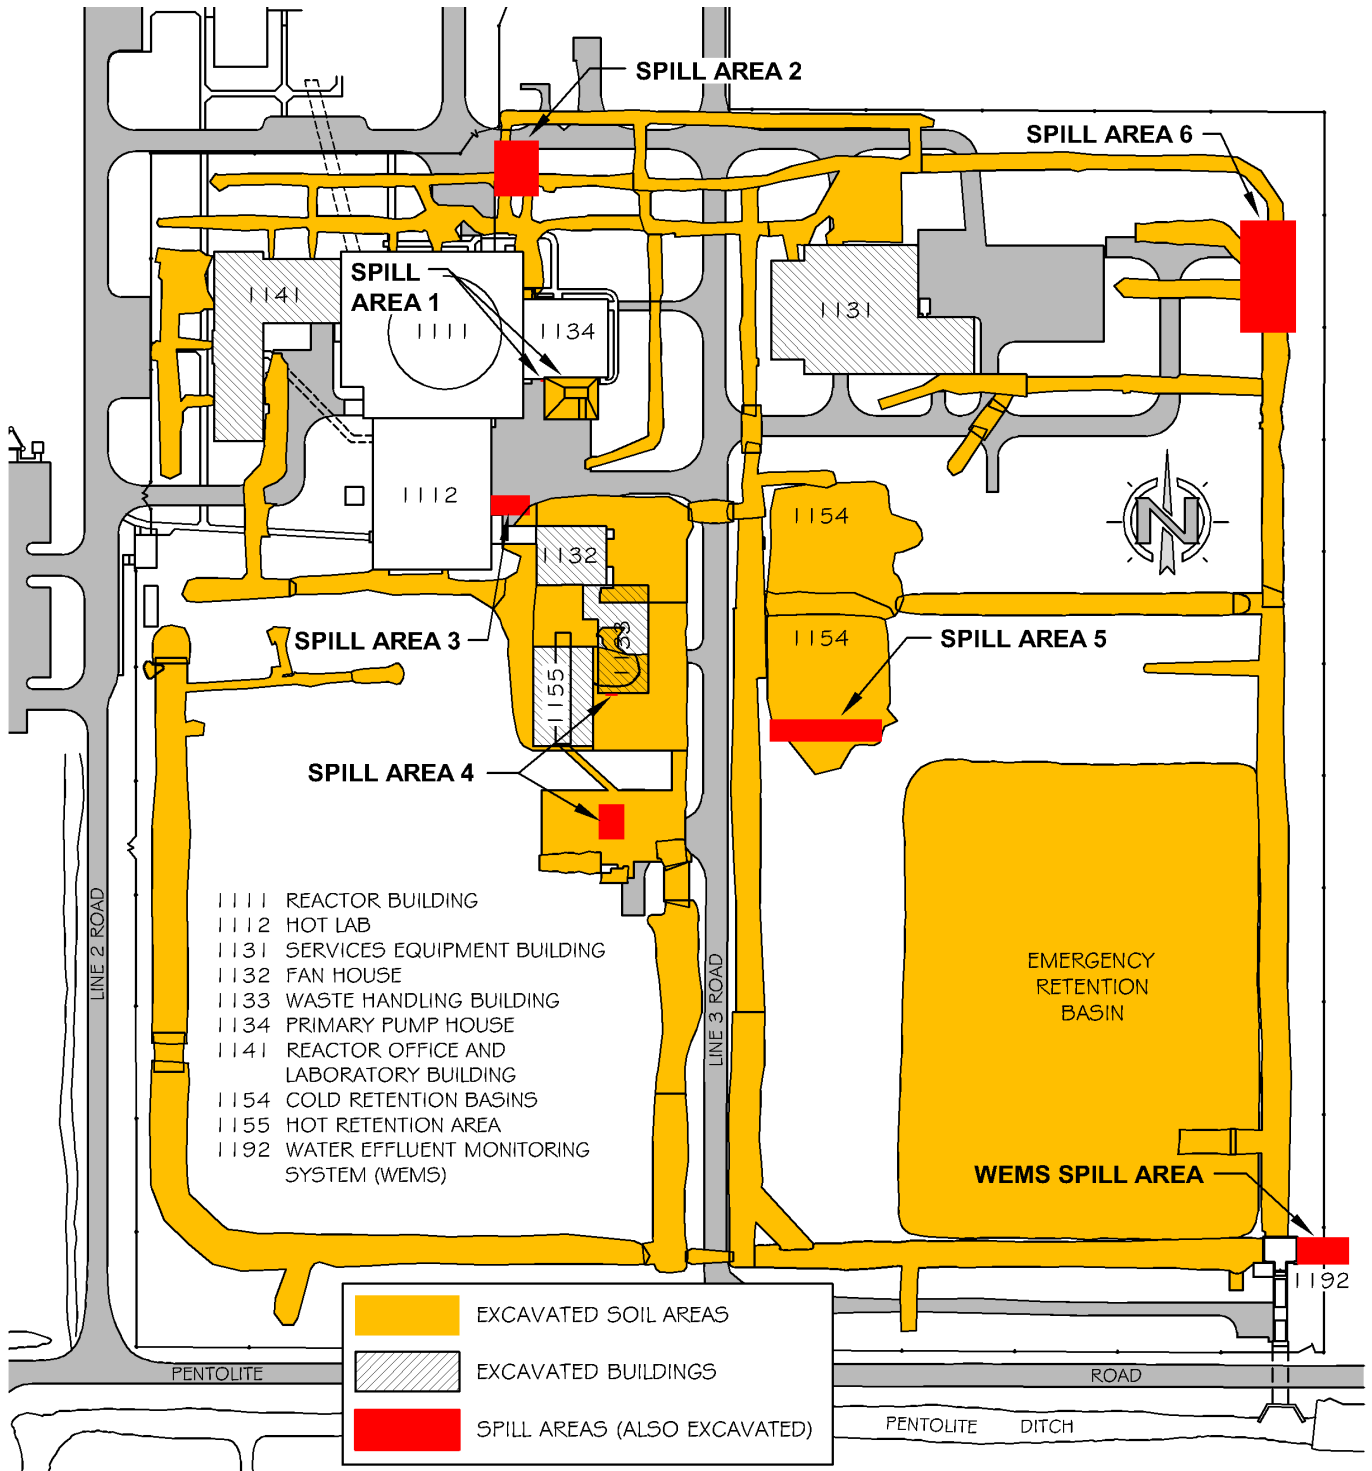 SPILL AREA 2
SPILL AREA 6
SPILL
AREA 1
1141
1111
1134
1131
1112
1154
N
1132
1133
SPILL AREA 3
1154
SPILL AREA 5
1155
SPILL AREA 4
LINE 2 ROAD
LINE 3 ROAD
1111 REACTOR BUILDING
1112 HOT LAB
1131 SERVICES EQUIPMENT BUILDING
1132 FAN HOUSE
1133 WASTE HANDLING BUILDING
1134 PRIMARY PUMP HOUSE
1141 REACTOR OFFICE AND
LABORATORY BUILDING
1154 COLD RETENTION BASINS
1155 HOT RETENTION AREA
1192 WATER EFFLUENT MONITORING
SYSTEM (WEMS)
EMERGENCY
RETENTION
BASIN
WEMS SPILL AREA
1192
EXCAVATED SOIL AREAS
EXCAVATED BUILDINGS
SPILL AREAS (ALSO EXCAVATED)
PENTOLITE
ROAD
PENTOLITE DITCH